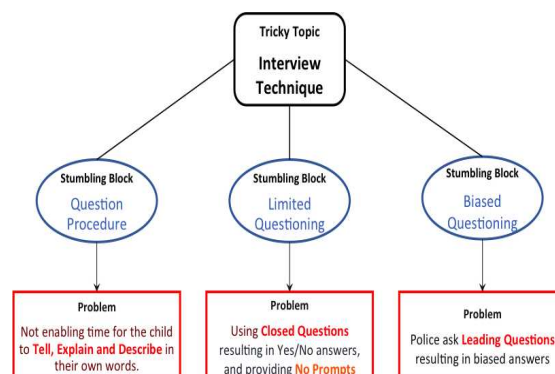 Tricky Topic
Interview
Technique
Stumbling Block
Question
Procedure
Stumbling Block
Limited
Questioning
Stumbling Block
Biased
Questioning
Problem
Not enabling time for the child
to Tell, Explain and Describe in
their own words.
Problem
Using Closed Questions
resulting in Yes/No answers,
and providing No Prompts
Problem
Police ask Leading Questions
resulting in biased answers